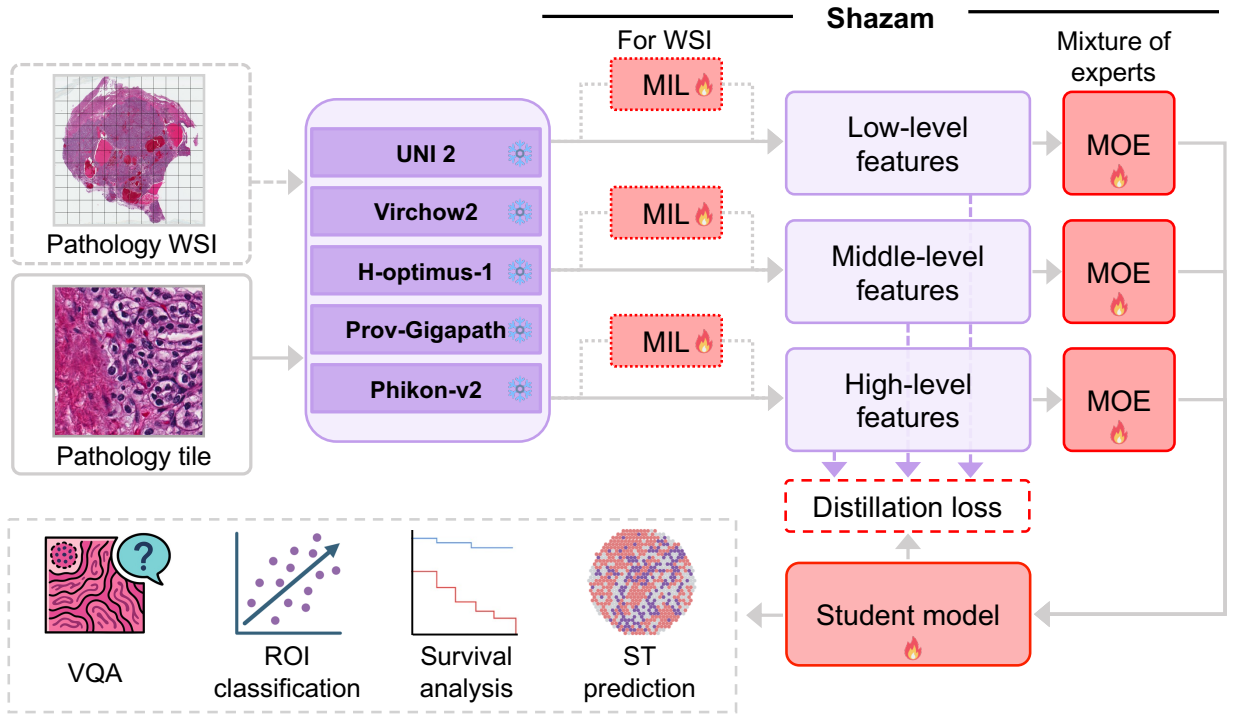 Shazam
For WSI
Mixture of
experts
MIL
Pathology WSI
UNI 2
Virchow2
H-optimus-1
Prov-Gigapath
Phikon-v2
Low-level
features
MOE
MIL
Middle-level
features
MOE
MIL
High-level
features
MOE
Pathology tile
Distillation loss
Student model
?
VQA
ROI
classification
Survival
analysis
ST
prediction